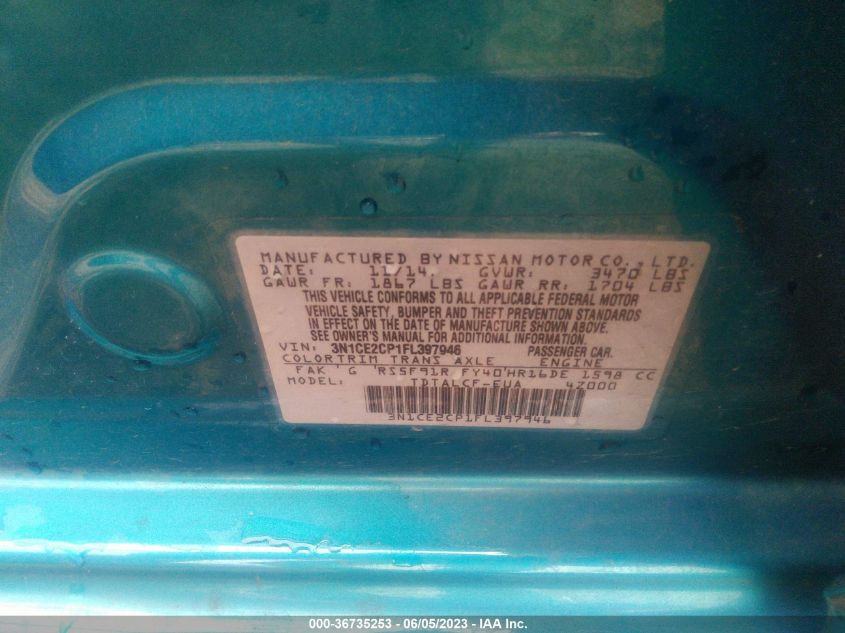 MANUFACTURED BY NISSAN MOTOR CO., LTD.
DATE: 11/14. GVWR: 3470 LBS
GAWR FR: 1867 LBS GAWR RR: 1704 LBS
THIS VEHICLE CONFORMS TO ALL APPLICABLE FEDERAL MOTOR
VEHICLE SAFETY, BUMPER AND THEFT PREVENTION STANDARDS
IN EFFECT ON THE DATE OF MANUFACTURE SHOWN ABOVE.
SEE OWNER'S MANUAL FOR ADDITIONAL INFORMATION.
VIN: 3N1CE2CP1FL397946 PASSENGER CAR.
COLOR TRIM TRANS AXLE ENGINE
FAK G RS5F91R FY40 HR16DE 1598 CC
MODEL: TDTALCF-EUA 47000
3N1CE2CP1FL397946
000-36735253 - 06/05/2023 - IAA Inc.